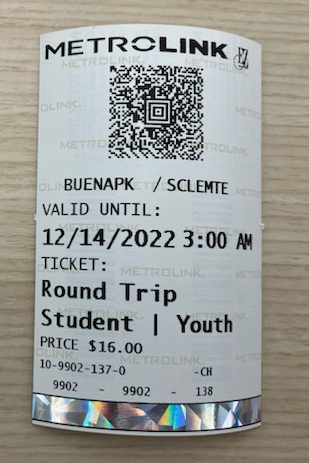 METROLINK
BUENAPK /SCLEMTE
VALID UNTIL:
12/14/2022 3:00 AM
TICKET:
Round Trip
Student | Youth
PRICE $16.00
10-9902-137-0 -CH
9902 - 9902 - 138